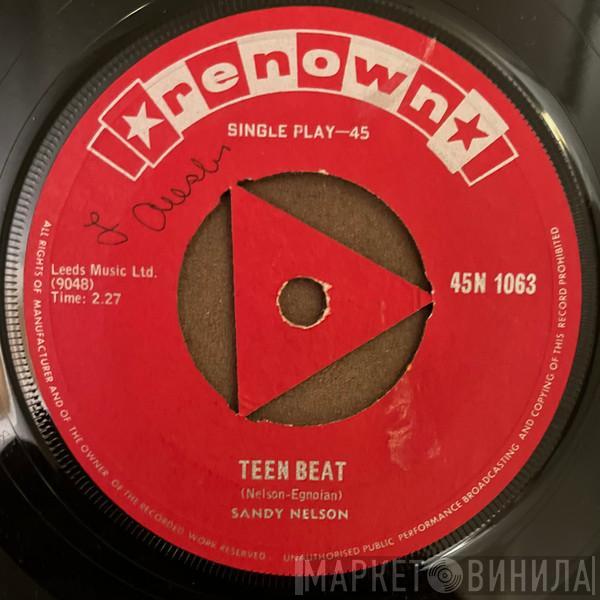 renown
SINGLE PLAY—45
Leeds Music Ltd.
(9048)
Time: 2.27
45N 1063
TEEN BEAT
(Nelson-Egnoian)
SANDY NELSON
ALL RIGHTS OF MANUFACTURER AND OF THE OWNER OF THE RECORDED WORK RESERVED. UNAUTHORISED PUBLIC PERFORMANCE BROADCASTING AND COPYING OF THIS RECORD PROHIBITED
МАРКЕТ ВИНИЛА